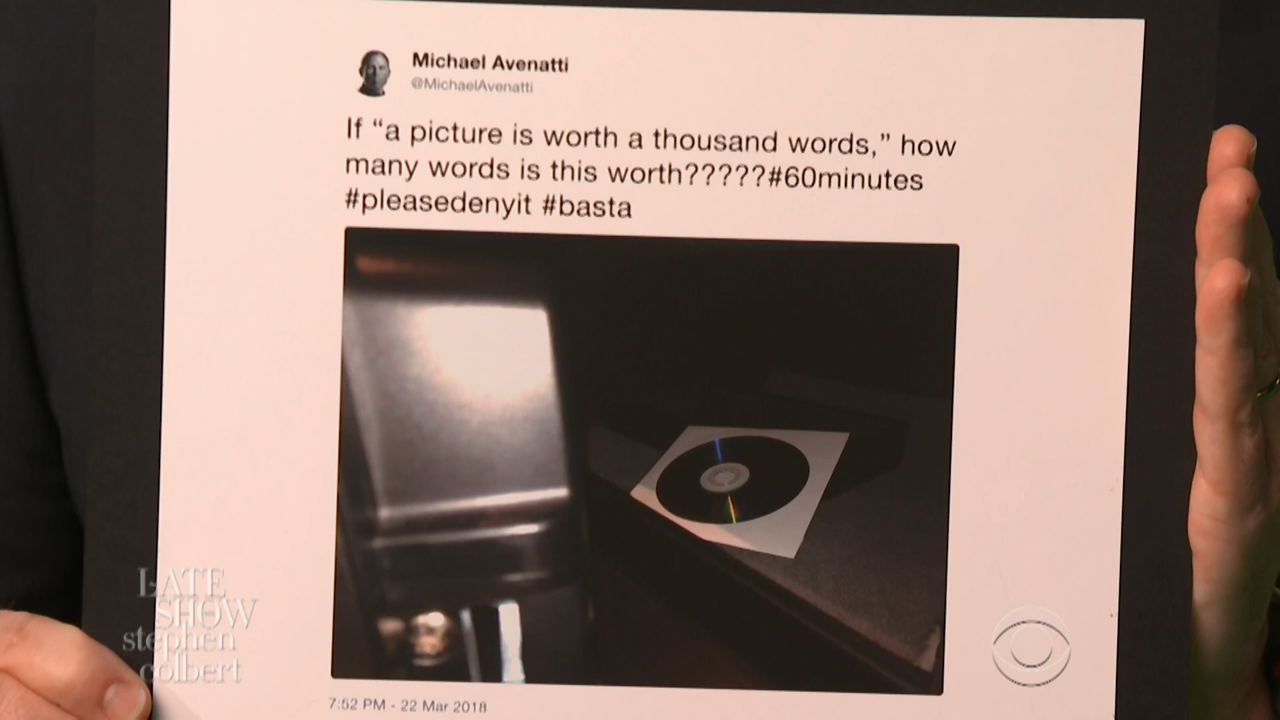 Michael Avenatti
@MichaelAvenatti
If “a picture is worth a thousand words,” how
many words is this worth?????#60minutes
#pleasedenyit #basta
LATE
SHOW
stephen
colbert
7:52 PM - 22 Mar 2018